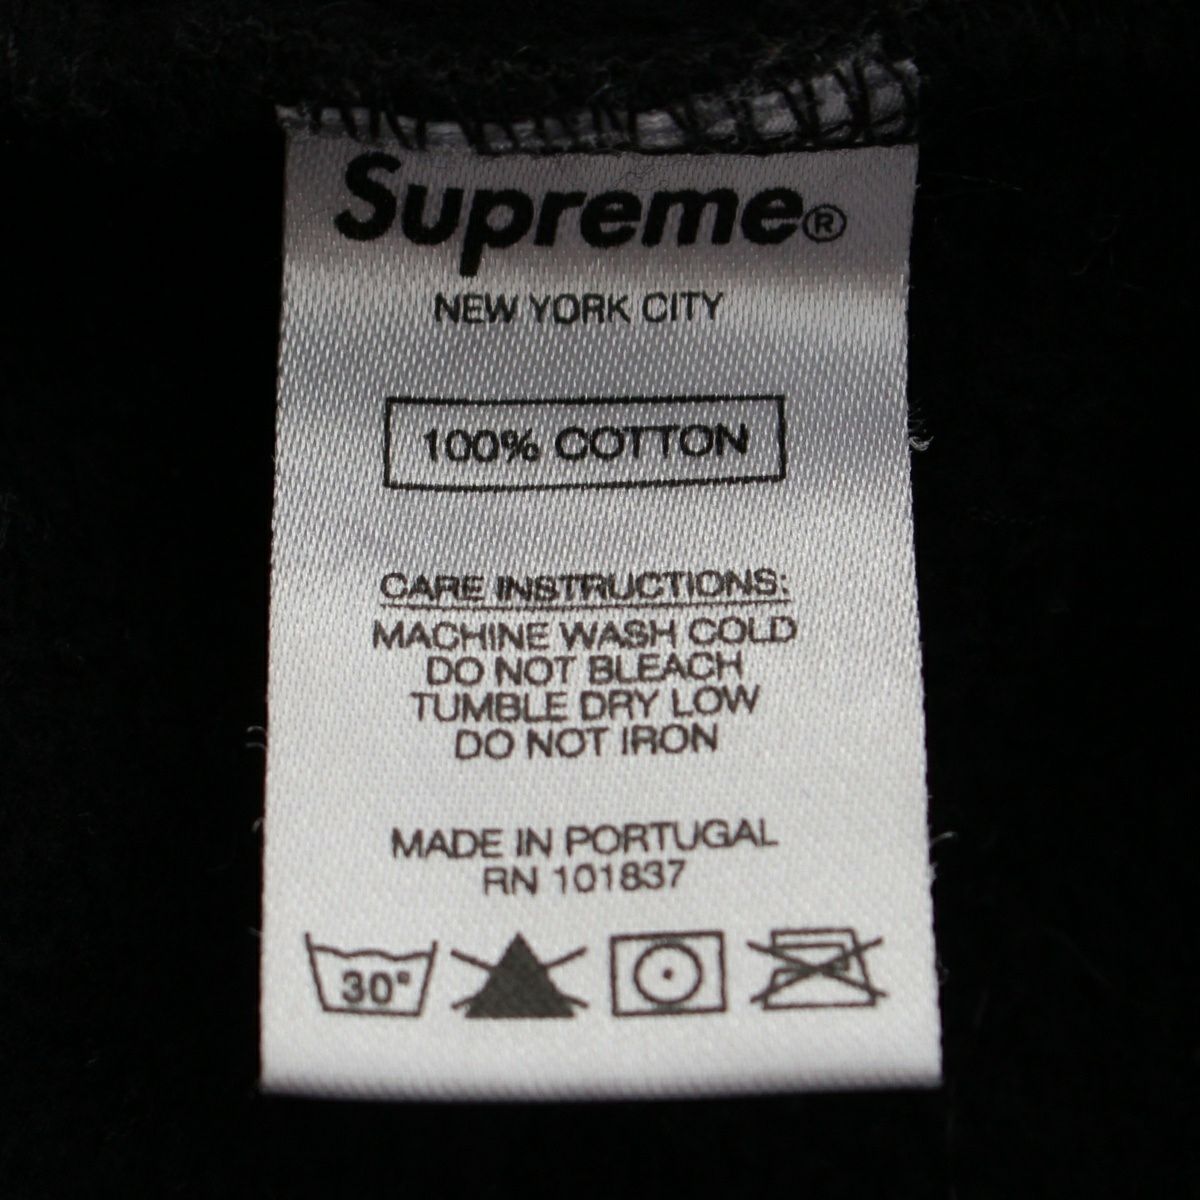 Supreme®
NEW YORK CITY
100% COTTON
CARE INSTRUCTIONS:
MACHINE WASH COLD
DO NOT BLEACH
TUMBLE DRY LOW
DO NOT IRON
MADE IN PORTUGAL
RN 101837
30°